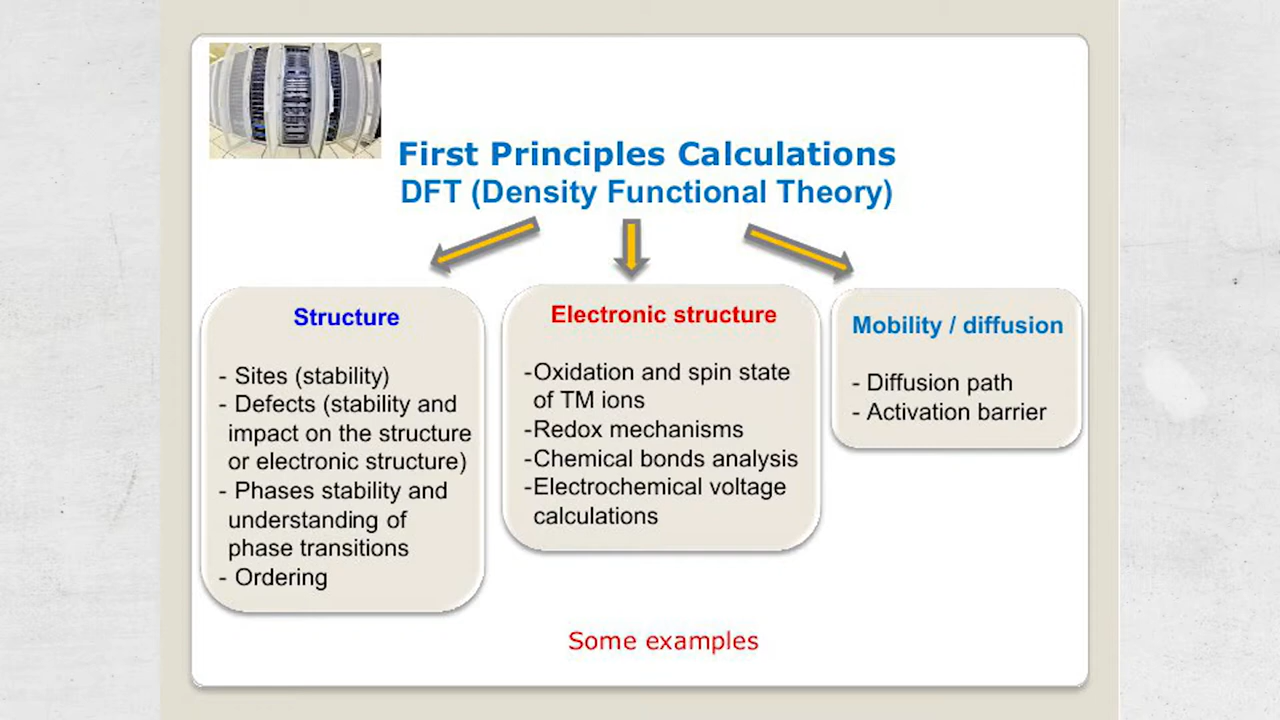 First Principles Calculations
DFT (Density Functional Theory)
Structure
- Sites (stability)
- Defects (stability and
impact on the structure
or electronic structure)
- Phases stability and
understanding of
phase transitions
- Ordering
Electronic structure
-Oxidation and spin state
of TM ions
-Redox mechanisms
-Chemical bonds analysis
-Electrochemical voltage
calculations
Mobility / diffusion
- Diffusion path
- Activation barrier
Some examples